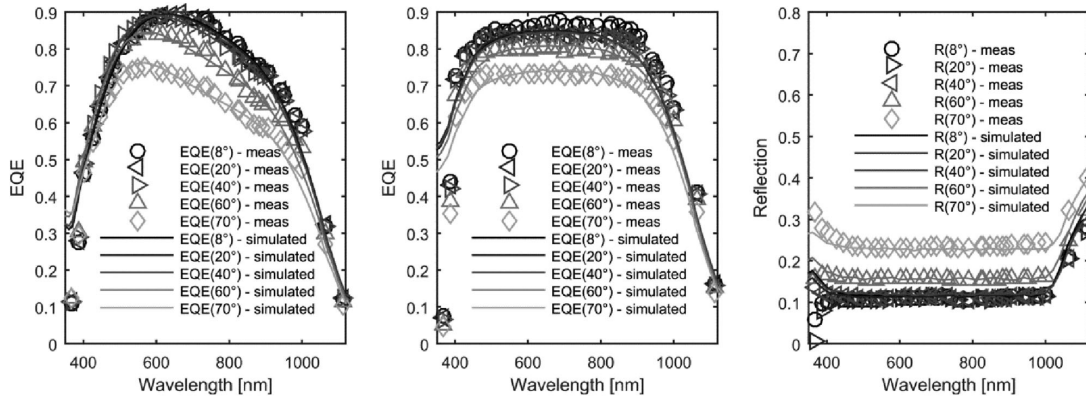 0.9
0.8
0.7
0.6
0.5
0.4
0.3
0.2
0.1
0
EQE
EQE(8°) - meas
EQE(20°) - meas
EQE(40°) - meas
EQE(60°) - meas
EQE(70°) - meas
EQE(8°) - simulated
EQE(20°) - simulated
EQE(40°) - simulated
EQE(60°) - simulated
EQE(70°) - simulated
400 600 800 1000
Wavelength [nm]
0.9
0.8
0.7
0.6
0.5
0.4
0.3
0.2
0.1
0
EQE
EQE(8°) - meas
EQE(20°) - meas
EQE(40°) - meas
EQE(60°) - meas
EQE(70°) - meas
EQE(8°) - simulated
EQE(20°) - simulated
EQE(40°) - simulated
EQE(60°) - simulated
EQE(70°) - simulated
400 600 800 1000
Wavelength [nm]
0.8
0.7
0.6
0.5
0.4
0.3
0.2
0.1
0
Reflection
R(8°) - meas
R(20°) - meas
R(40°) - meas
R(60°) - meas
R(70°) - meas
R(8°) - simulated
R(20°) - simulated
R(40°) - simulated
R(60°) - simulated
R(70°) - simulated
400 600 800 1000
Wavelength [nm]